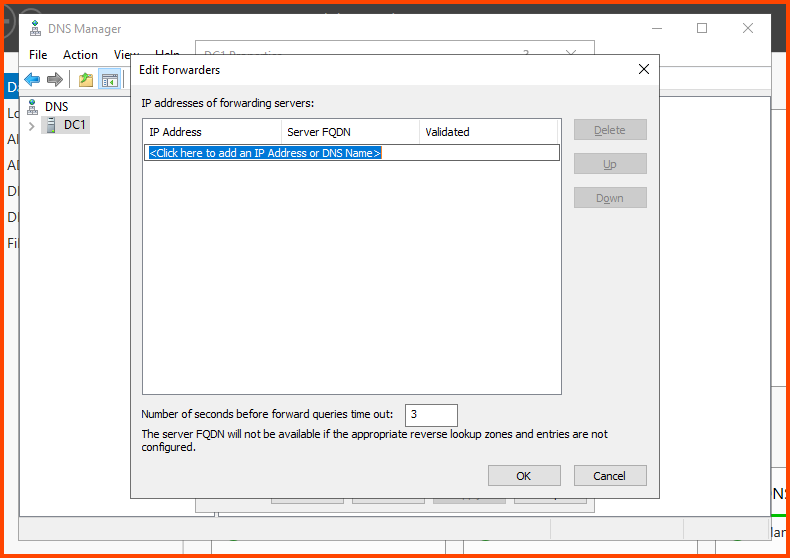 DNS Manager
File Action View Help
DC1 Properties
Edit Forwarders
IP addresses of forwarding servers:
IP Address Server FQDN Validated
<Click here to add an IP Address or DNS Name>
Delete
Up
Down
DNS
DC1
Number of seconds before forward queries time out: 3
The server FQDN will not be available if the appropriate reverse lookup zones and entries are not
configured.
OK Cancel